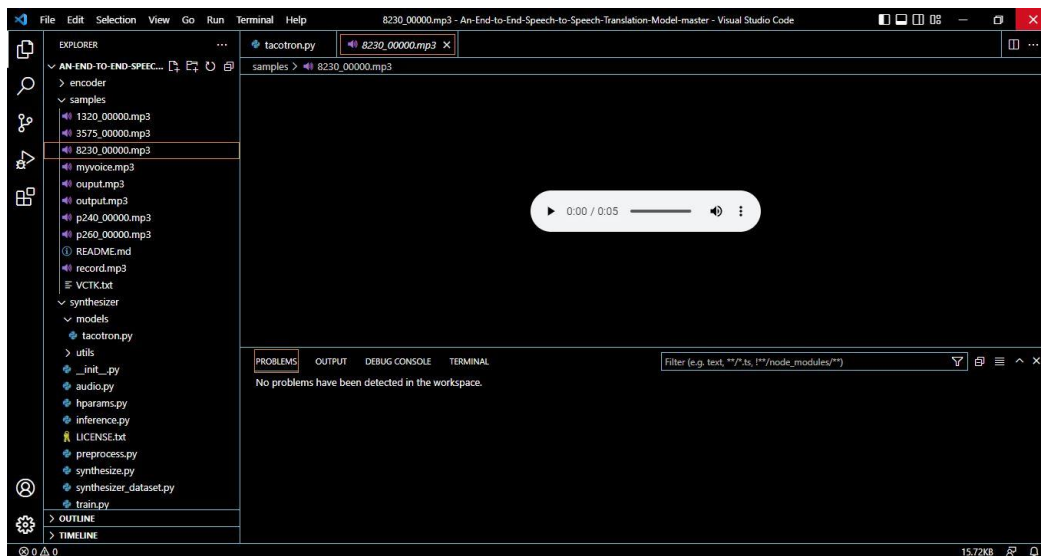 File Edit Selection View Go Run Terminal Help 8230_00000.mp3 - An-End-to-End-Speech-to-Speech-Translation-Model-master - Visual Studio Code
EXPLORER
AN-END-TO-END-SPEEC...
encoder
samples
1320_00000.mp3
3575_00000.mp3
8230_00000.mp3
myvoice.mp3
ouput.mp3
output.mp3
p240_00000.mp3
p260_00000.mp3
README.md
record.mp3
VCTK.txt
synthesizer
models
tacotron.py
utils
__init__.py
audio.py
hparams.py
inference.py
LICENSE.txt
preprocess.py
synthesize.py
synthesizer_dataset.py
train.py
OUTLINE
TIMELINE
tacotron.py 8230_00000.mp3
samples > 8230_00000.mp3
0:00 / 0:05
PROBLEMS OUTPUT DEBUG CONSOLE TERMINAL Filter (e.g. text, **/*.ts, !**/node_modules/**)
No problems have been detected in the workspace.
0 0 15.72KB